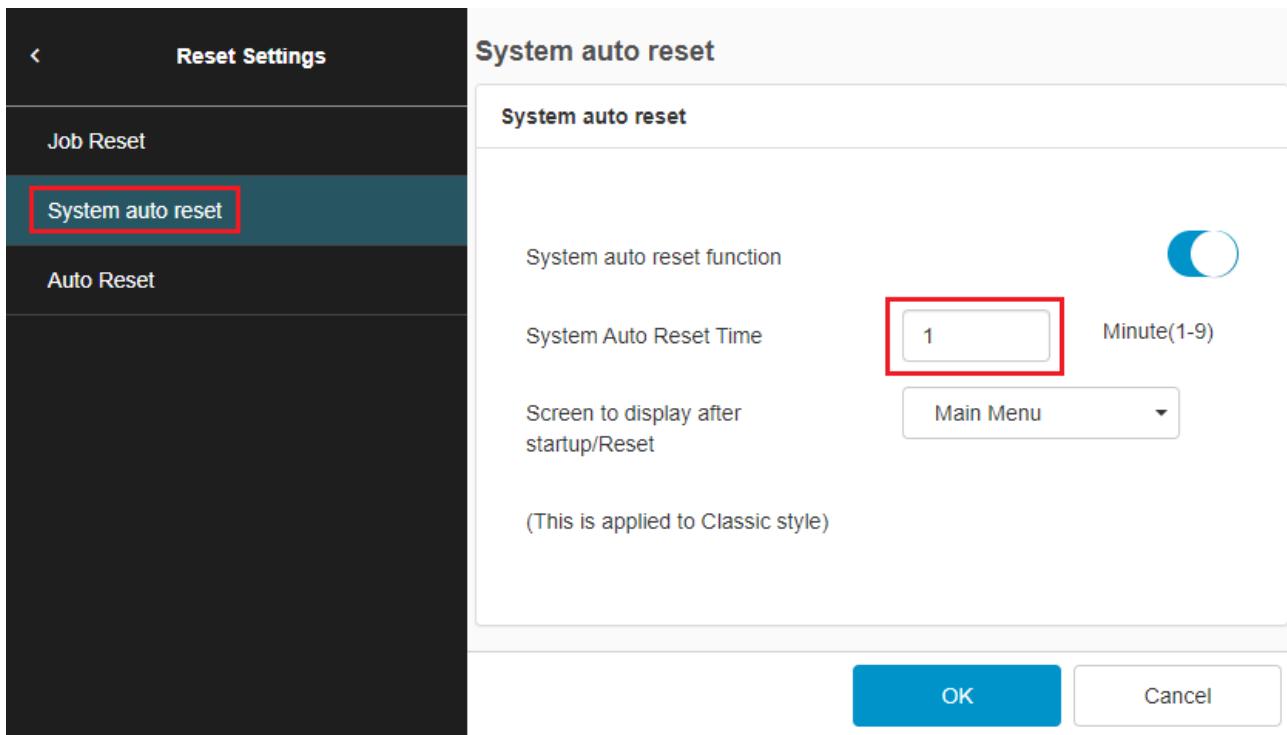 Reset Settings
Job Reset
System auto reset
Auto Reset
System auto reset
System auto reset
System auto reset function
System Auto Reset Time
1
Minute(1-9)
Screen to display after
startup/Reset
Main Menu
(This is applied to Classic style)
OK
Cancel